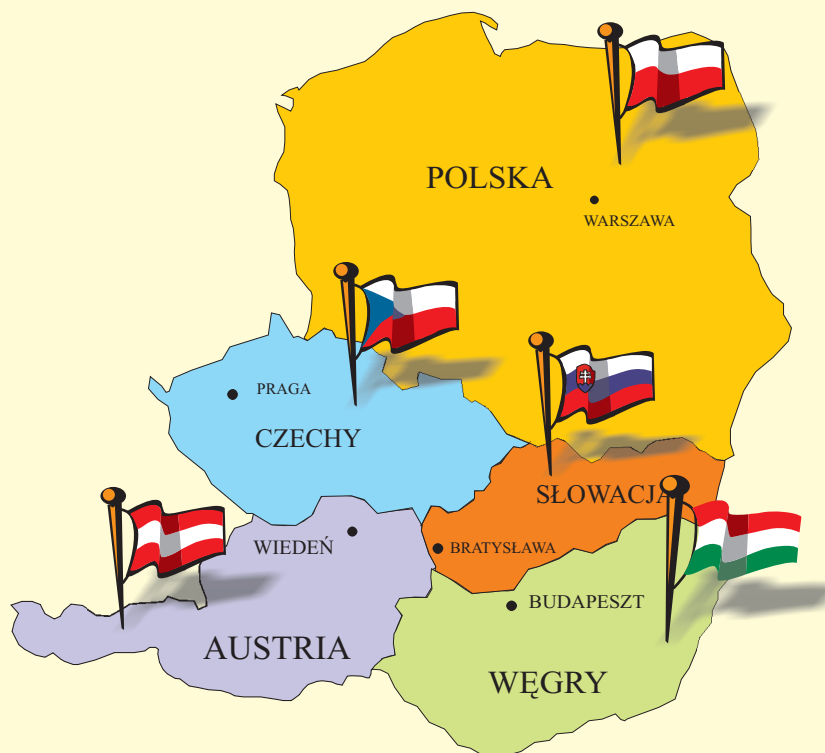 POLSKA
WARSZAWA
PRAGA
CZECHY
SŁOWACJA
WIEDEŃ
BRATYSŁAWA
BUDAPESZT
AUSTRIA
WĘGRY